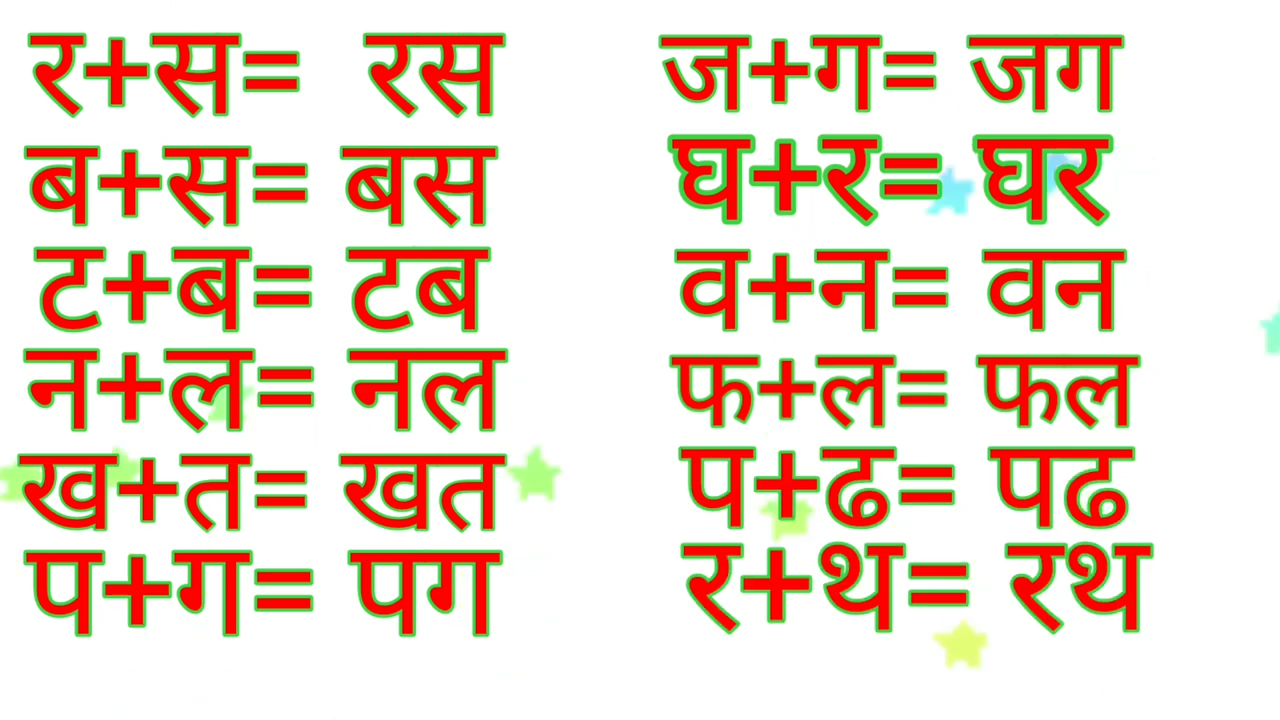 र+स= रस
ब+स= बस
ट+ब= टब
न+ल= नल
ख+त= खत
प+ग= पग
ज+ग= जग
घ+र= घर
व+न= वन
फ+ल= फल
प+ढ= पढ
र+थ= रथ